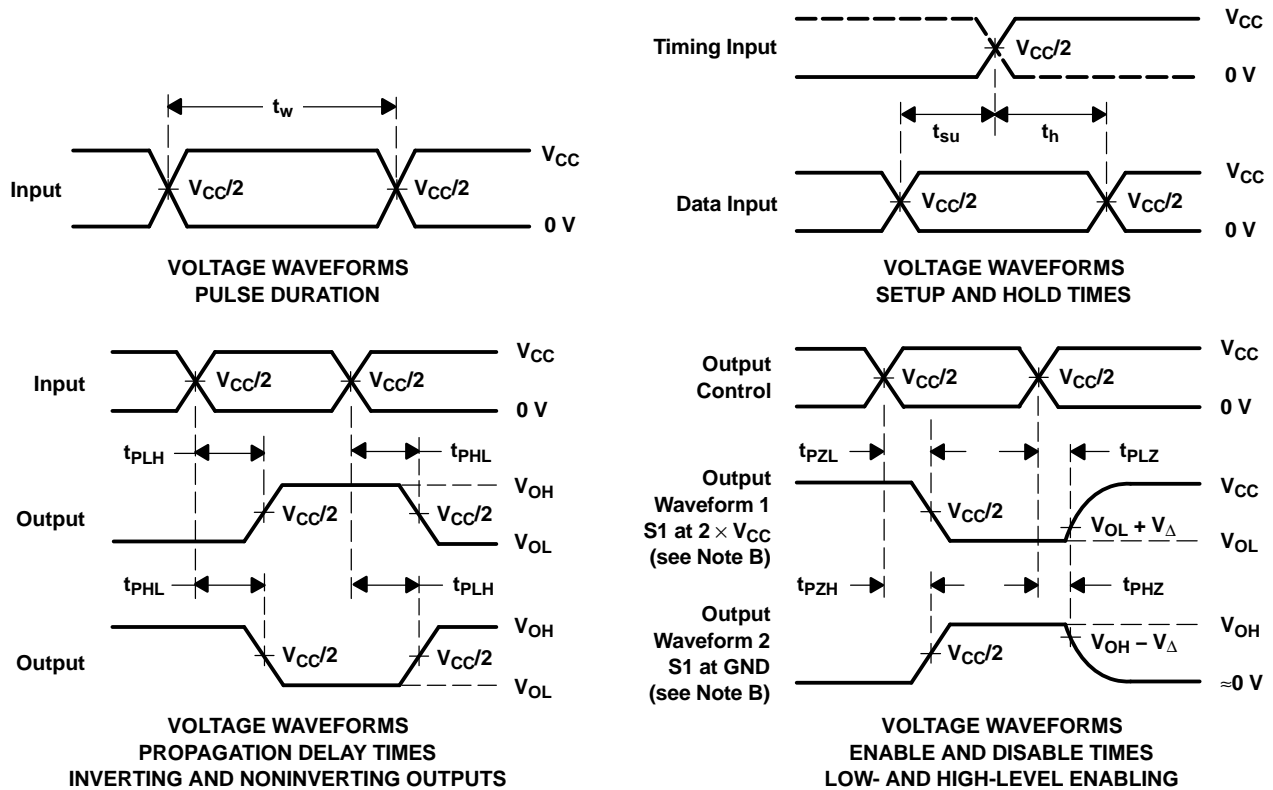 t_w
Input
V_CC
V_CC/2
V_CC/2
0 V
VOLTAGE WAVEFORMS
PULSE DURATION
Timing Input
V_CC
V_CC/2
0 V
t_su
t_h
Data Input
V_CC
V_CC/2
V_CC/2
0 V
VOLTAGE WAVEFORMS
SETUP AND HOLD TIMES
Input
V_CC
V_CC/2
V_CC/2
0 V
t_PLH
t_PHL
Output
V_OH
V_CC/2
V_CC/2
V_OL
t_PHL
t_PLH
Output
V_OH
V_CC/2
V_CC/2
V_OL
VOLTAGE WAVEFORMS
PROPAGATION DELAY TIMES
INVERTING AND NONINVERTING OUTPUTS
Output
Control
V_CC
V_CC/2
V_CC/2
0 V
t_PZL
t_PLZ
Output
Waveform 1
S1 at 2 × V_CC
(see Note B)
V_CC
V_CC/2
V_OL + V_Δ
V_OL
t_PZH
t_PHZ
Output
Waveform 2
S1 at GND
(see Note B)
V_OH
V_CC/2
V_OH − V_Δ
≈0 V
VOLTAGE WAVEFORMS
ENABLE AND DISABLE TIMES
LOW- AND HIGH-LEVEL ENABLING